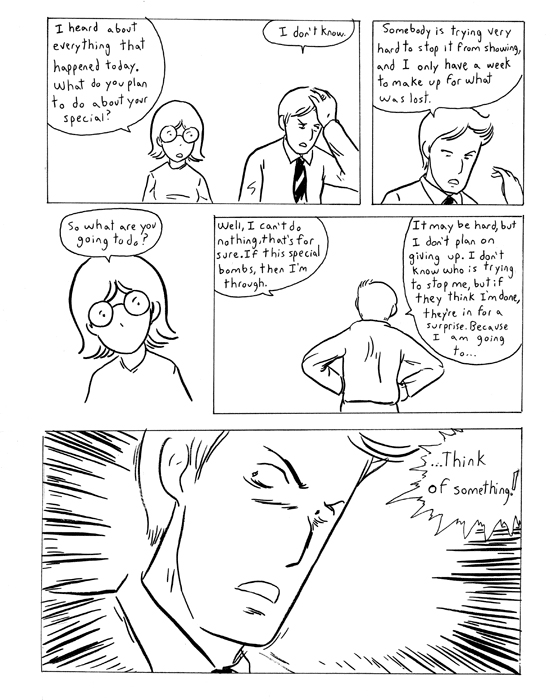 I heard about
everything that
happened today.
What do you plan
to do about your
special?
I don't know.
Somebody is trying very
hard to stop it from showing,
and I only have a week
to make up for what
was lost.
So what are you
going to do?
Well, I can't do
nothing, that's for
sure. If this special
bombs, then I'm
through.
It may be hard, but
I don't plan on
giving up. I don't
know who is trying
to stop me, but if
they think I'm done,
they're in for a
surprise. Because
I am going
to...
...Think
of something!